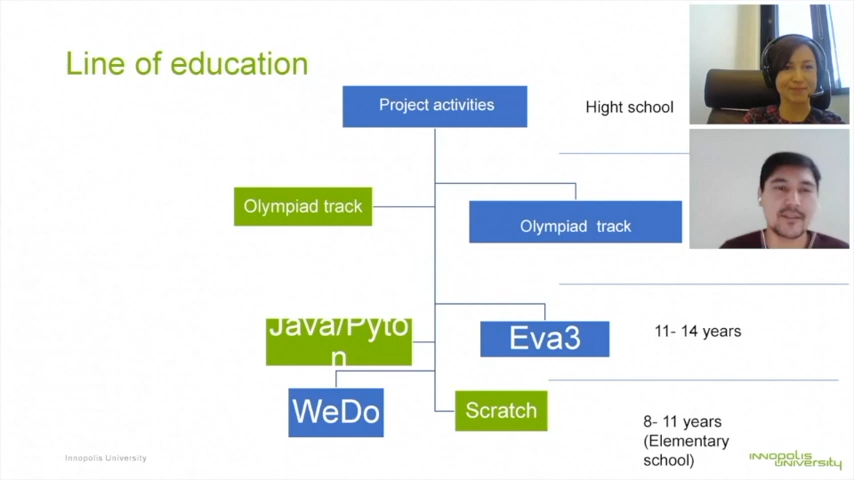 Line of education
Project activities
Hight school
Olympiad track
Olympiad track
Java/Pyto
n
Eva3
11- 14 years
WeDo
Scratch
8- 11 years
(Elementary
school)
Innopolis University
INNOPOLIS
UNIVERSITY